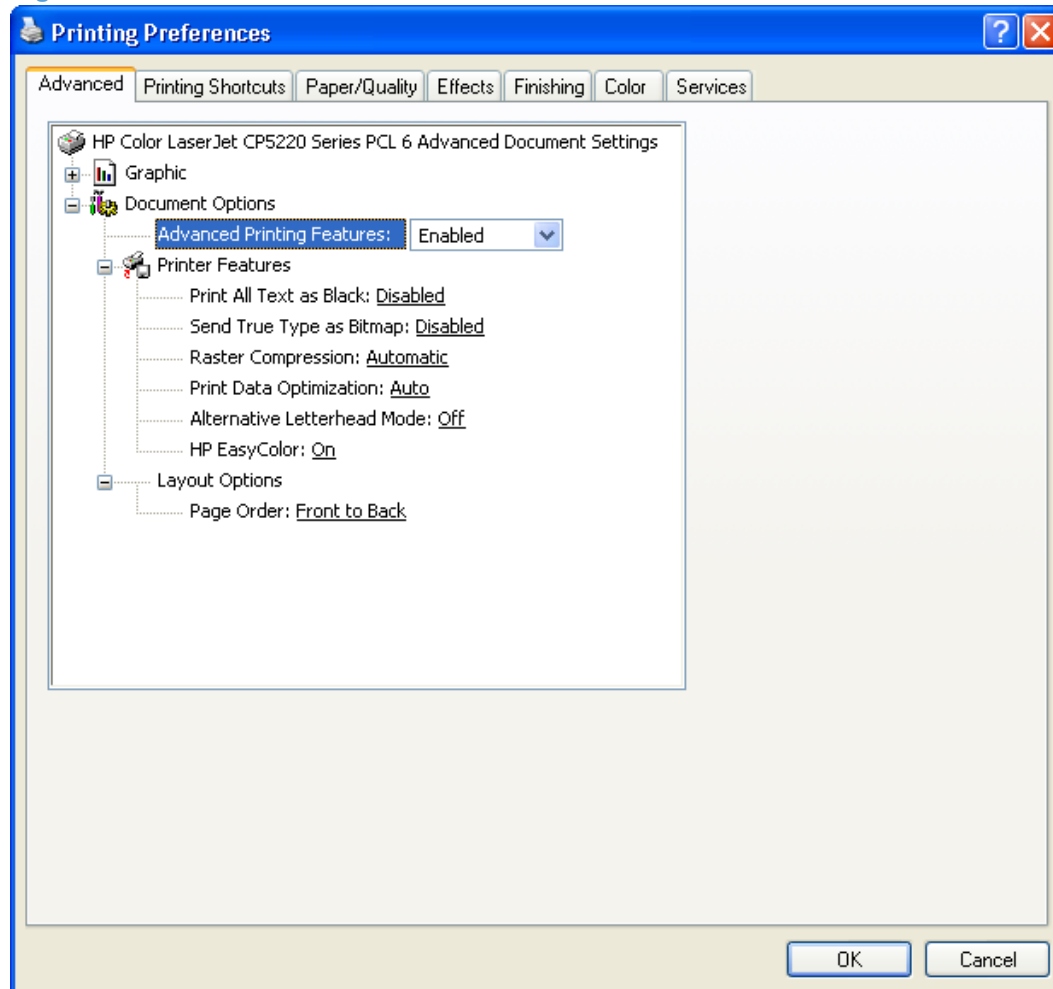 Printing Preferences
Advanced Printing Shortcuts Paper/Quality Effects Finishing Color Services
HP Color LaserJet CP5220 Series PCL 6 Advanced Document Settings
Graphic
Document Options
Advanced Printing Features: Enabled
Printer Features
Print All Text as Black: Disabled
Send True Type as Bitmap: Disabled
Raster Compression: Automatic
Print Data Optimization: Auto
Alternative Letterhead Mode: Off
HP EasyColor: On
Layout Options
Page Order: Front to Back
OK Cancel